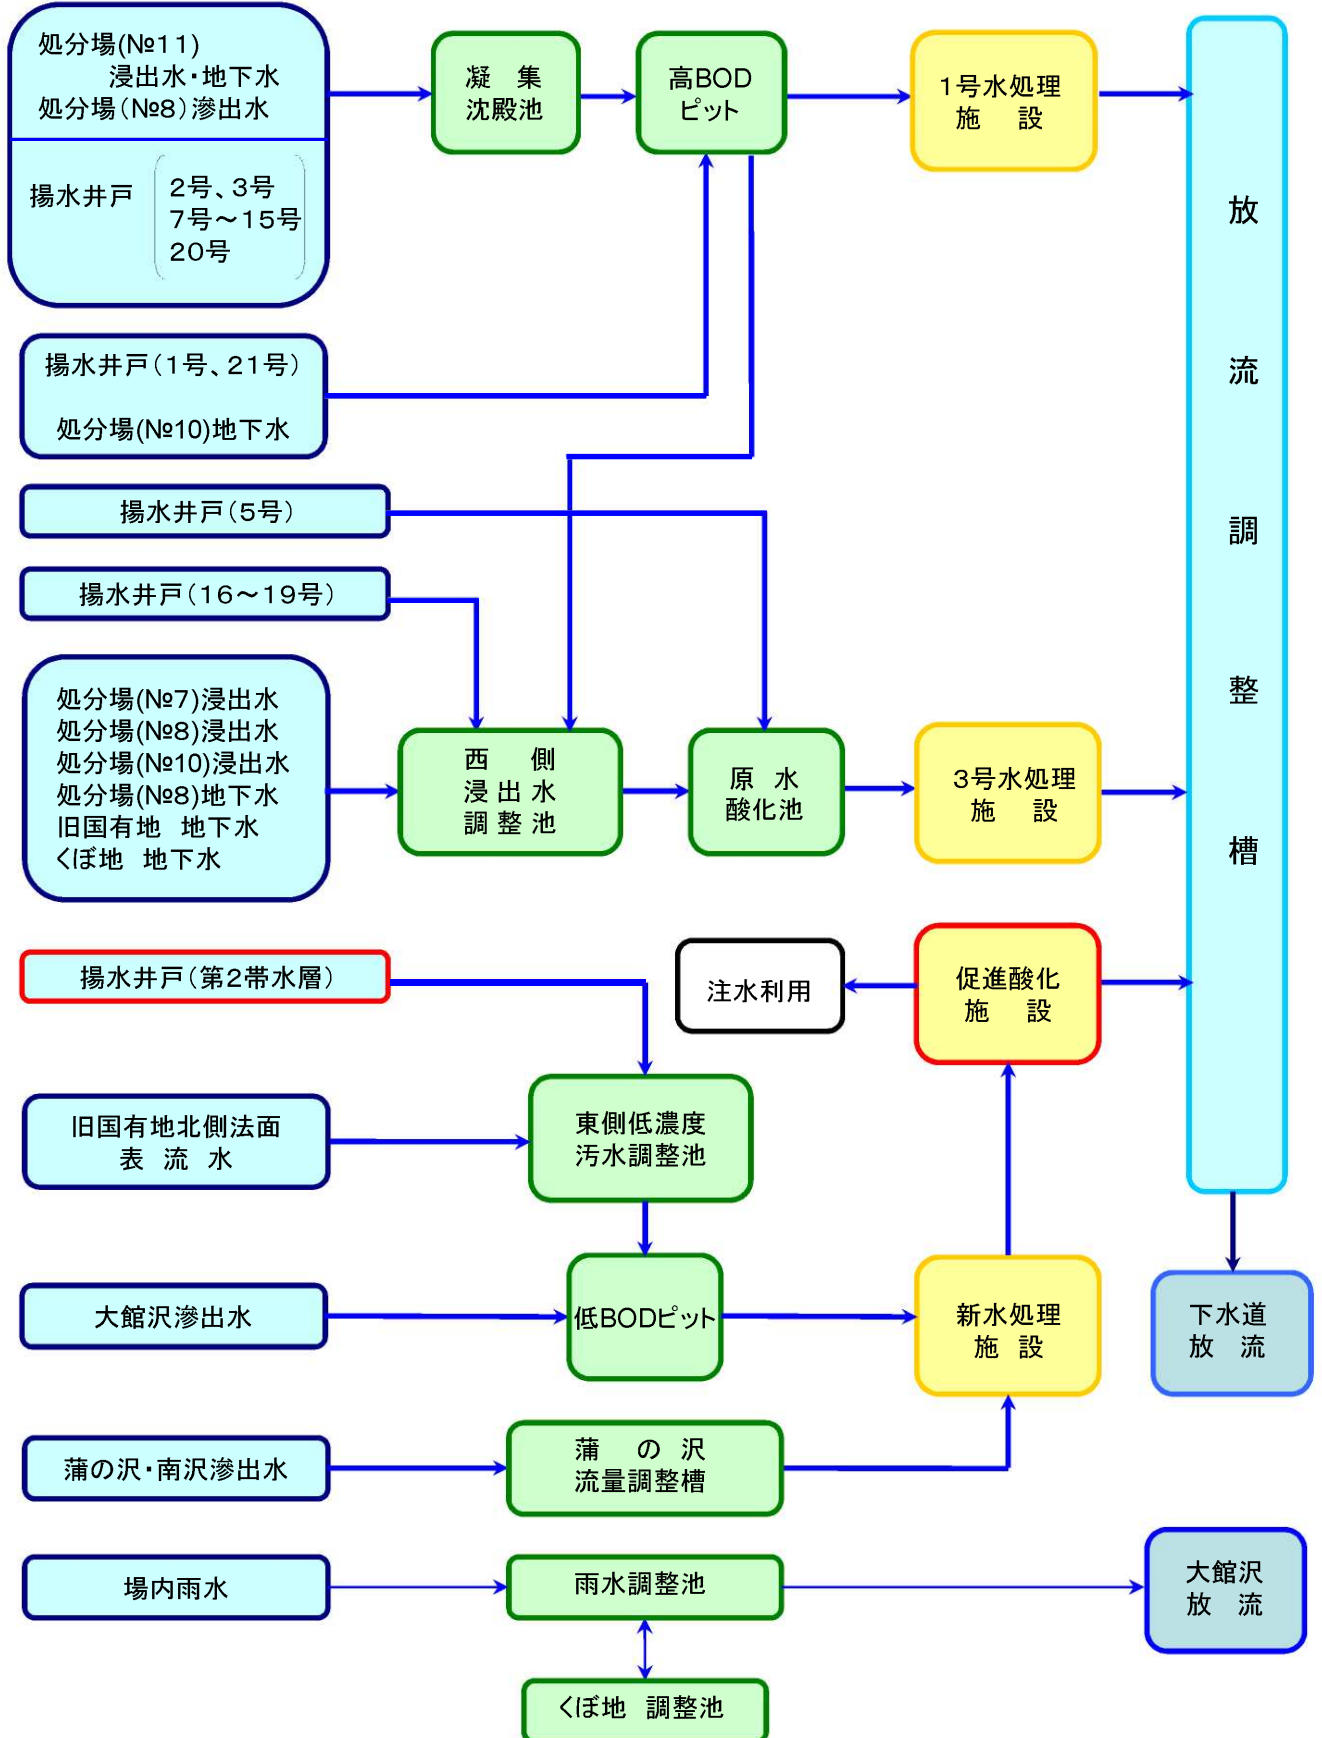 処分場(№11)
浸出水・地下水
処分場(№8)滲出水
揚水井戸
2号、3号
7号～15号
20号
凝 集
沈殿池
高BOD
ピット
1号水処理
施 設
放
流
調
整
槽
揚水井戸(1号、21号)
処分場(№10)地下水
揚水井戸(5号)
揚水井戸(16～19号)
処分場(№7)浸出水
処分場(№8)浸出水
処分場(№10)浸出水
処分場(№8)地下水
旧国有地 地下水
くぼ地 地下水
西 側
浸 出 水
調 整 池
原 水
酸化池
3号水処理
施 設
揚水井戸(第2帯水層)
注水利用
促進酸化
施 設
旧国有地北側法面
表 流 水
東側低濃度
汚水調整池
大館沢滲出水
低BODピット
新水処理
施 設
下水道
放 流
蒲の沢・南沢滲出水
蒲 の 沢
流量調整槽
場内雨水
雨水調整池
大館沢
放 流
くぼ地 調整池